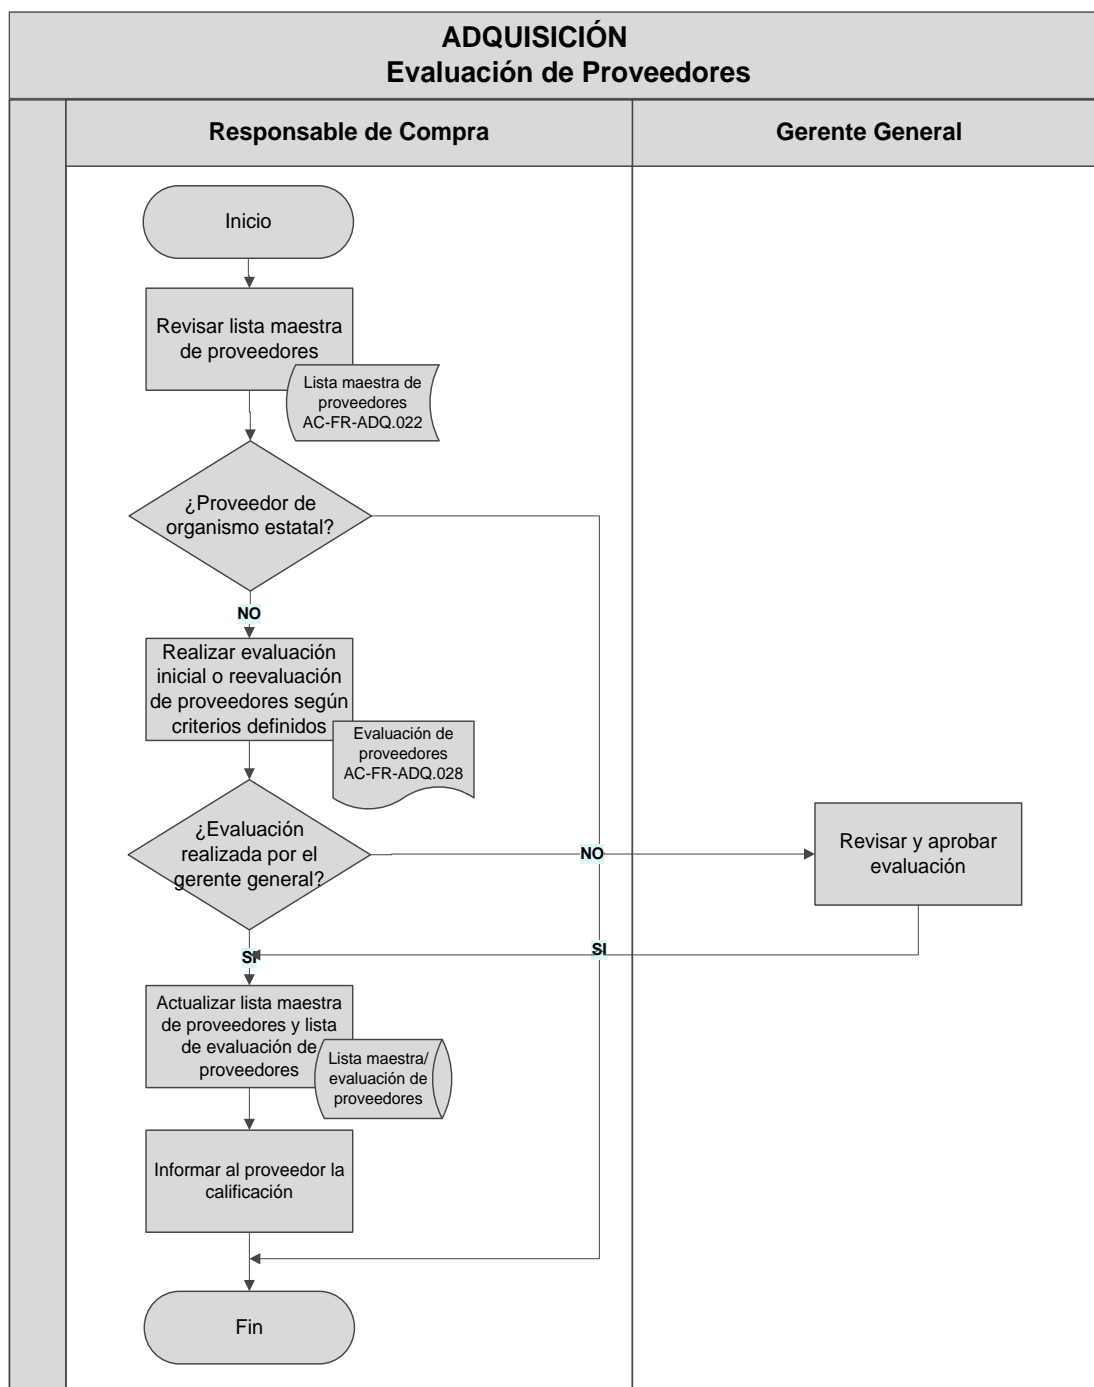 ADQUISICIÓN
Evaluación de Proveedores
Responsable de Compra
Gerente General
Inicio
Revisar lista maestra
de proveedores
Lista maestra de
proveedores
AC-FR-ADQ.022
¿Proveedor de
organismo estatal?
NO
Realizar evaluación
inicial o reevaluación
de proveedores según
criterios definidos
Evaluación de
proveedores
AC-FR-ADQ.028
¿Evaluación
realizada por el
gerente general?
NO
Revisar y aprobar
evaluación
SI
SI
Actualizar lista maestra
de proveedores y lista
de evaluación de
proveedores
Lista maestra/
evaluación de
proveedores
Informar al proveedor la
calificación
Fin